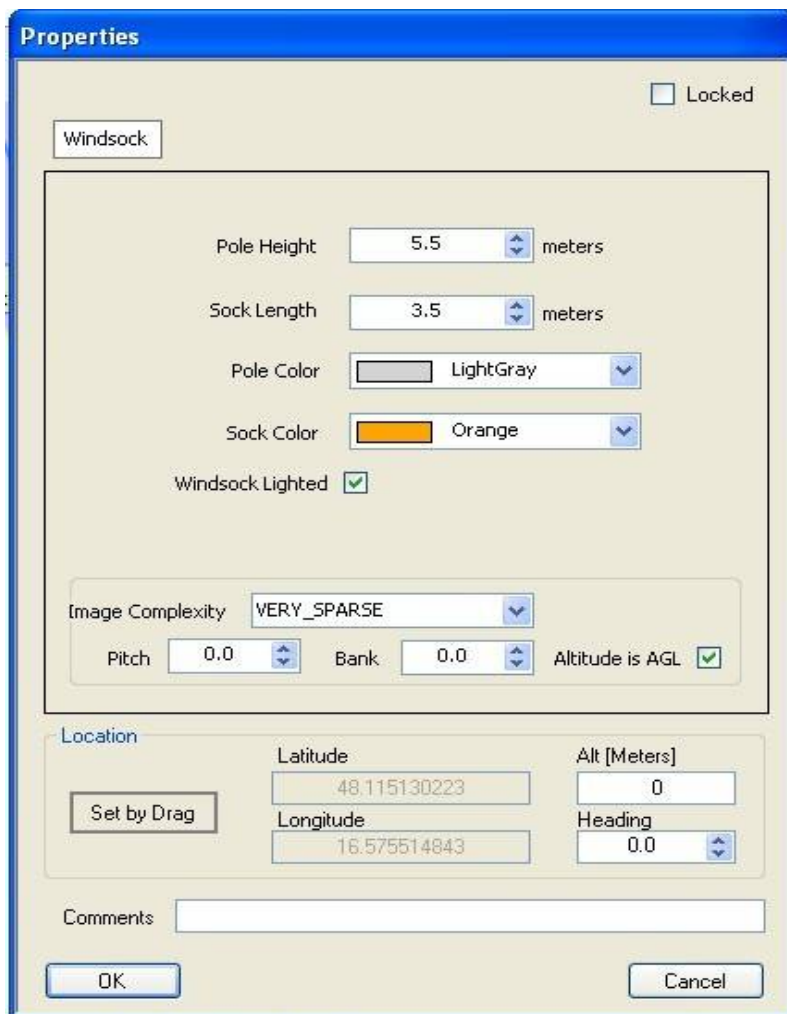 Properties
Locked
Windsock
Pole Height 5.5 meters
Sock Length 3.5 meters
Pole Color LightGray
Sock Color Orange
Windsock Lighted
Image Complexity VERY_SPARSE
Pitch 0.0 Bank 0.0 Altitude is AGL
Location
Latitude Alt [Meters]
48.115130223 0
Set by Drag
Longitude Heading
16.575514843 0.0
Comments
OK Cancel